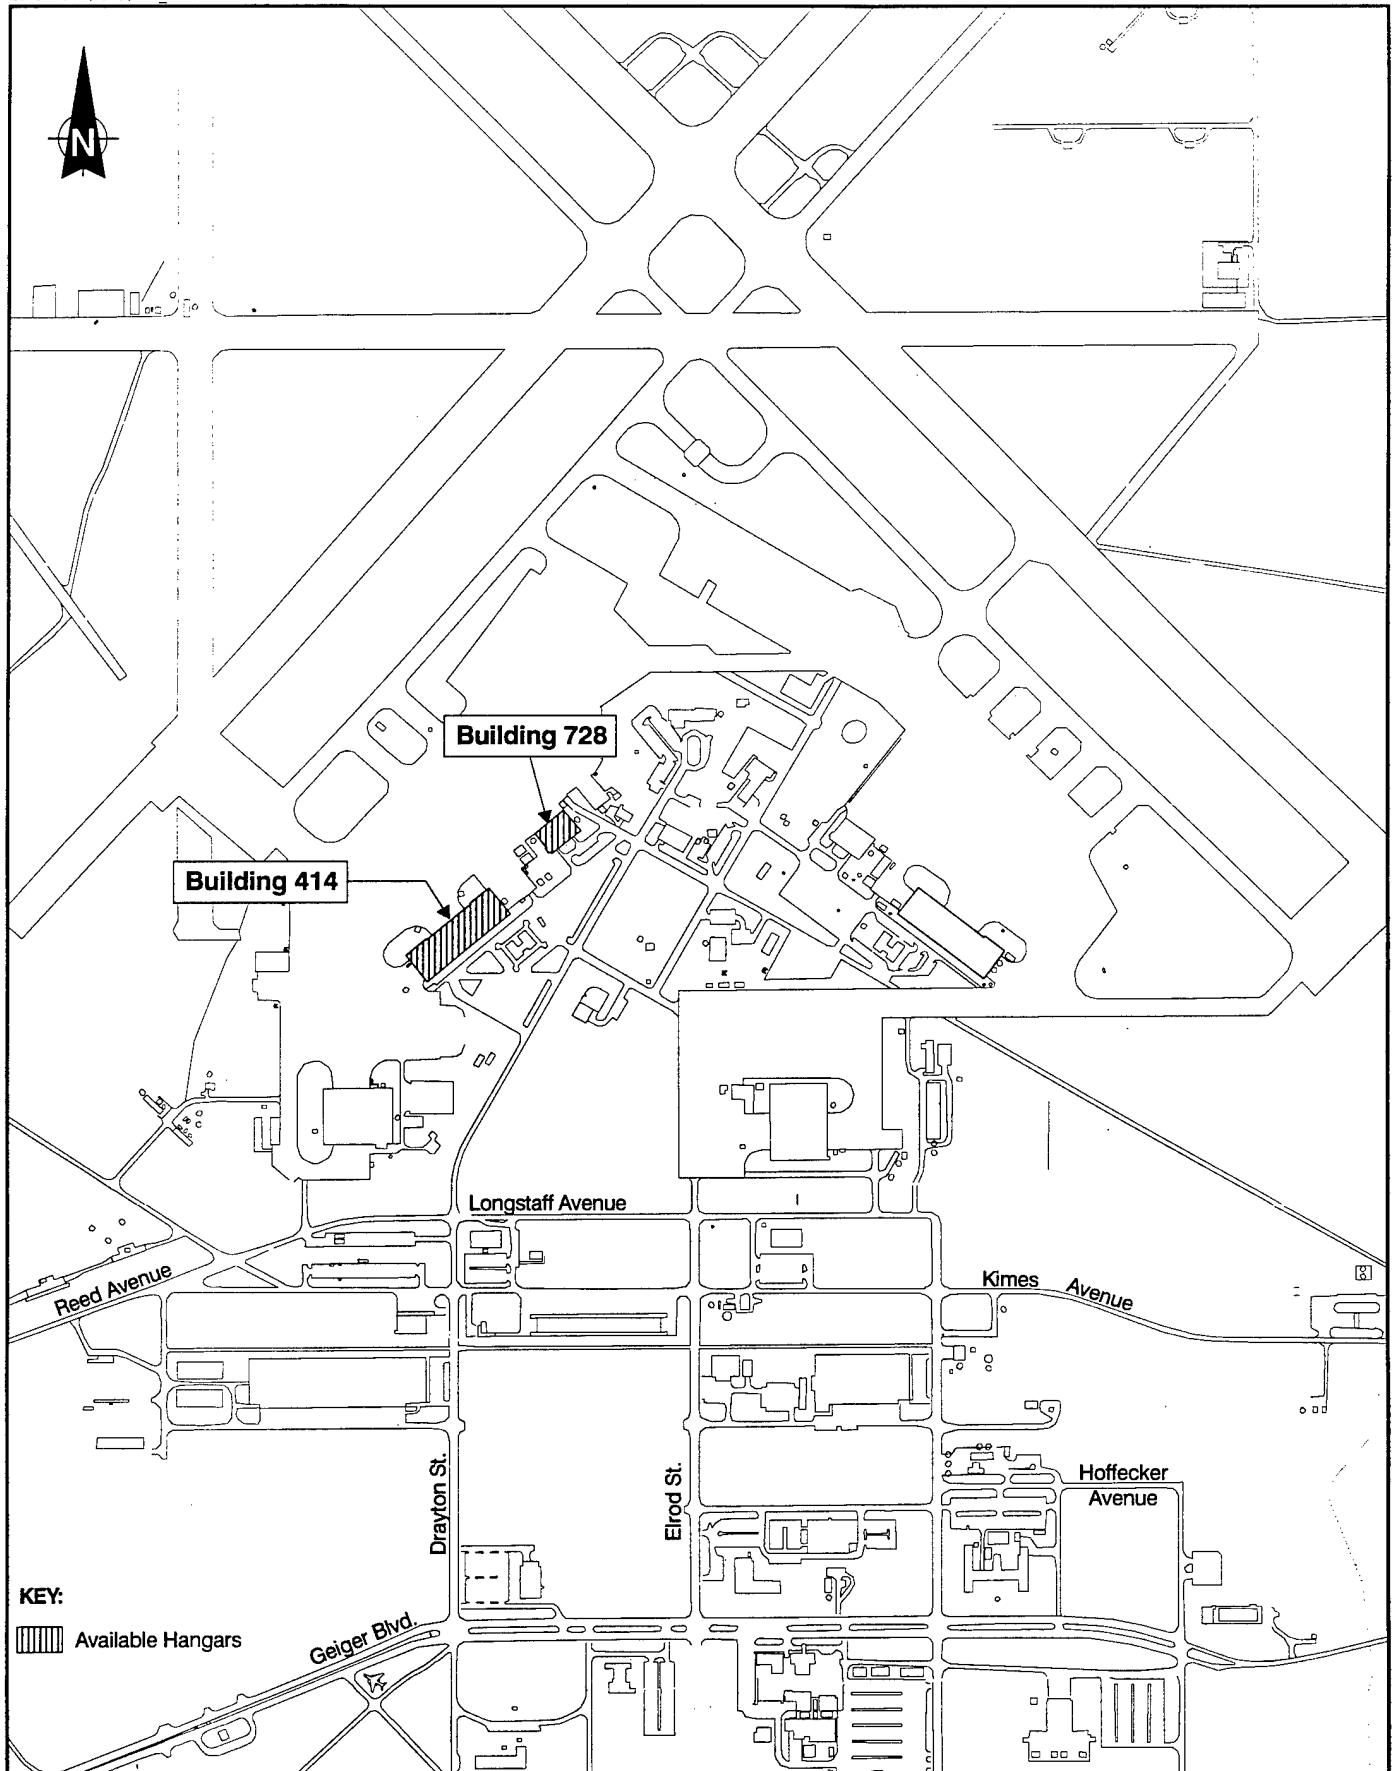 N
Building 728
Building 414
Longstaff Avenue
Reed Avenue
Kimes Avenue
Drayton St.
Elrod St.
Hoffecker
Avenue
KEY:
Available Hangars
Geiger Blvd.